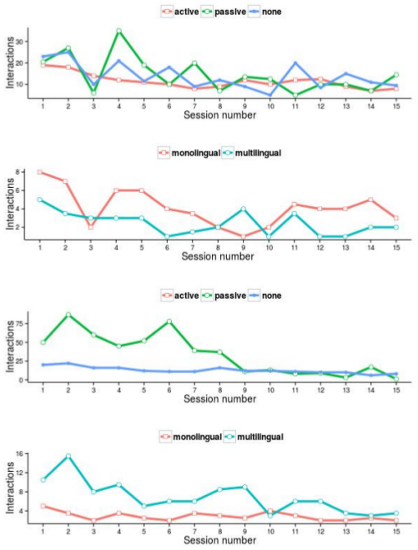 active passive none
Interactions
30
20
10
1 2 3 4 5 6 7 8 9 10 11 12 13 14 15
Session number
monolingual multilingual
Interactions
8
6
4
2
1 2 3 4 5 6 7 8 9 10 11 12 13 14 15
Session number
active passive none
Interactions
75
50
25
0
1 2 3 4 5 6 7 8 9 10 11 12 13 14 15
Session number
monolingual multilingual
Interactions
16
12
8
4
1 2 3 4 5 6 7 8 9 10 11 12 13 14 15
Session number